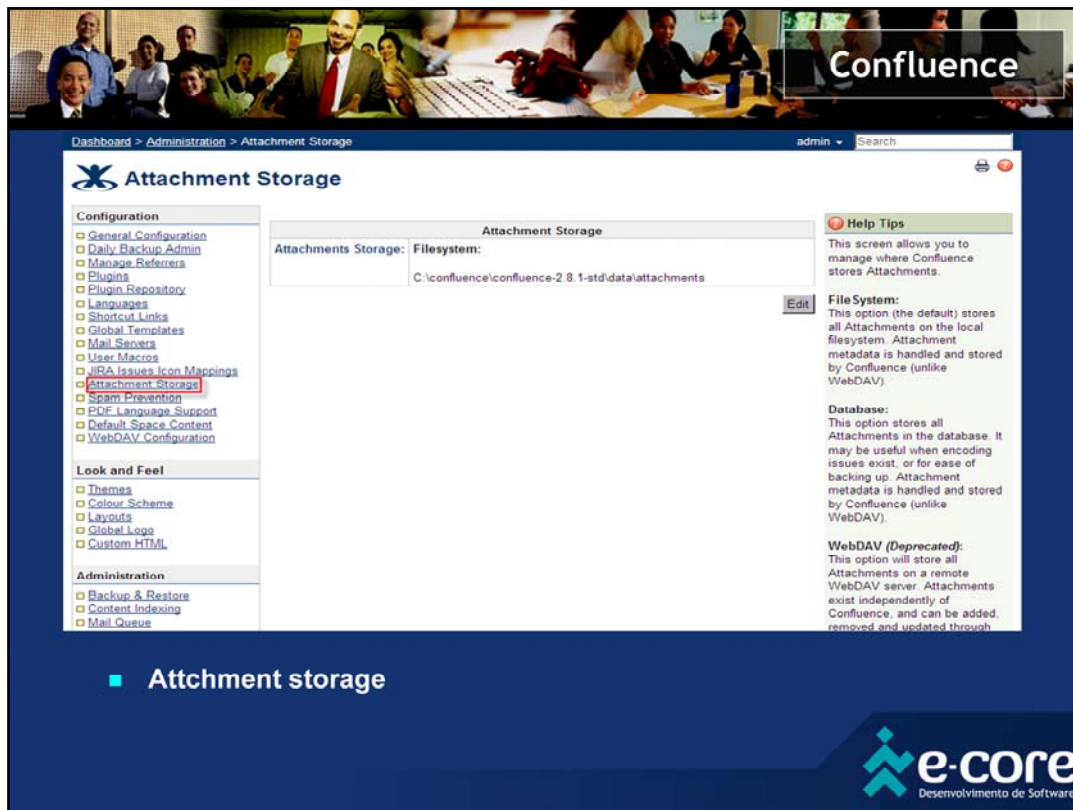 Confluence
Dashboard > Administration > Attachment Storage
admin
Search
Attachment Storage
Configuration
General Configuration
Daily Backup Admin
Manage Referrers
Plugins
Plugin Repository
Languages
Shortcut Links
Global Templates
Mail Servers
User Macros
JIRA Issues Icon Mappings
Attachment Storage
Spam Prevention
PDF Language Support
Default Space Content
WebDAV Configuration
Look and Feel
Themes
Colour Scheme
Layouts
Global Logo
Custom HTML
Administration
Backup & Restore
Content Indexing
Mail Queue
Attachment Storage
Attachments Storage: Filesystem:
C:\confluence\confluence-2.8.1-std\data\attachments
Edit
Help Tips
This screen allows you to
manage where Confluence
stores Attachments.
FileSystem:
This option (the default) stores
all Attachments on the local
filesystem. Attachment
metadata is handled and stored
by Confluence (unlike
WebDAV).
Database:
This option stores all
Attachments in the database. It
may be useful when encoding
issues exist, or for ease of
backing up. Attachment
metadata is handled and stored
by Confluence (unlike
WebDAV).
WebDAV (Deprecated):
This option will store all
Attachments on a remote
WebDAV server. Attachments
exist independently of
Confluence, and can be added,
removed and updated through
Attchment storage
e-core
Desenvolvimento de Software